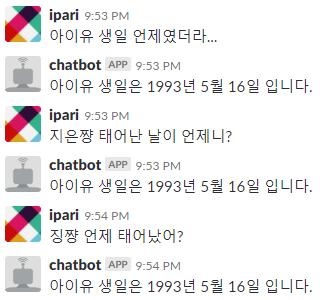 ipari 9:53 PM
아이유 생일 언제였더라...
chatbot APP 9:53 PM
아이유 생일은 1993년 5월 16일 입니다.
ipari 9:53 PM
지은쨩 태어난 날이 언제니?
chatbot APP 9:53 PM
아이유 생일은 1993년 5월 16일 입니다.
ipari 9:54 PM
징쨩 언제 태어났어?
chatbot APP 9:54 PM
아이유 생일은 1993년 5월 16일 입니다.